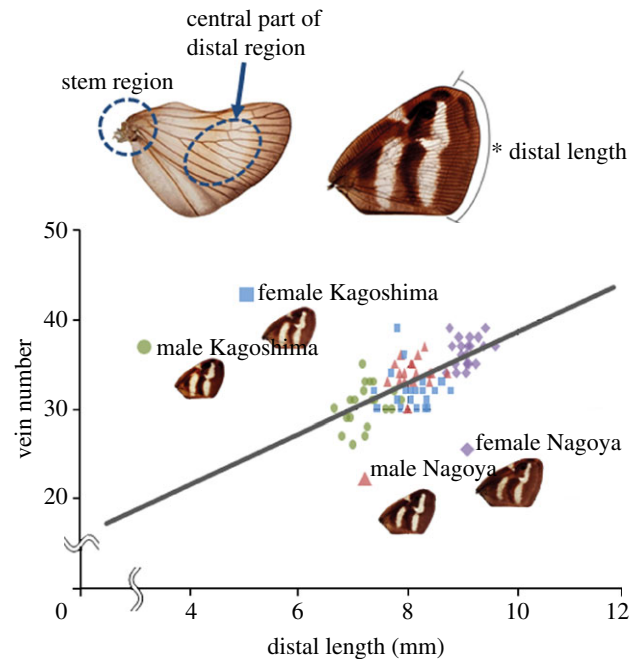 central part of
distal region
stem region
* distal length
50
40
30
20
vein number
female Kagoshima
male Kagoshima
female Nagoya
male Nagoya
0
4
6
8
10
12
distal length (mm)